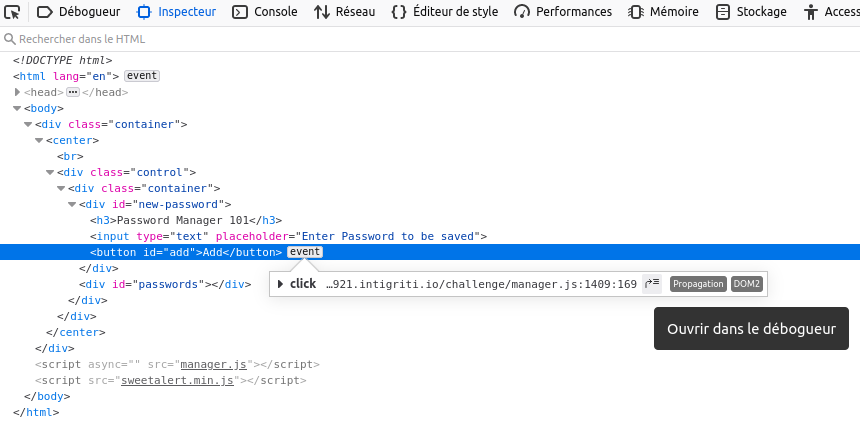 Débogueur Inspecteur Console Réseau Éditeur de style Performances Mémoire Stockage Access
Rechercher dans le HTML
<!DOCTYPE html>
<html lang="en"> event
<head> ••• </head>
<body>
<div class="container">
<center>
<br>
<div class="control">
<div class="container">
<div id="new-password">
<h3>Password Manager 101</h3>
<input type="text" placeholder="Enter Password to be saved">
<button id="add">Add</button> event
</div>
click …921.intigriti.io/challenge/manager.js:1409:169 Propagation DOM2
<div id="passwords"></div>
</div>
</div>
Ouvrir dans le débogueur
</center>
</div>
<script async="" src="manager.js"></script>
<script src="sweetalert.min.js"></script>
</body>
</html>